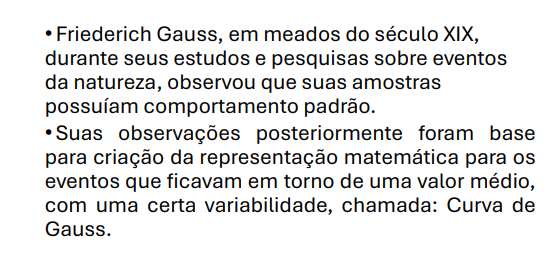 •Friederich Gauss, em meados do século XIX,
durante seus estudos e pesquisas sobre eventos
da natureza, observou que suas amostras
possuíam comportamento padrão.
•Suas observações posteriormente foram base
para criação da representação matemática para os
eventos que ficavam em torno de uma valor médio,
com uma certa variabilidade, chamada: Curva de
Gauss.